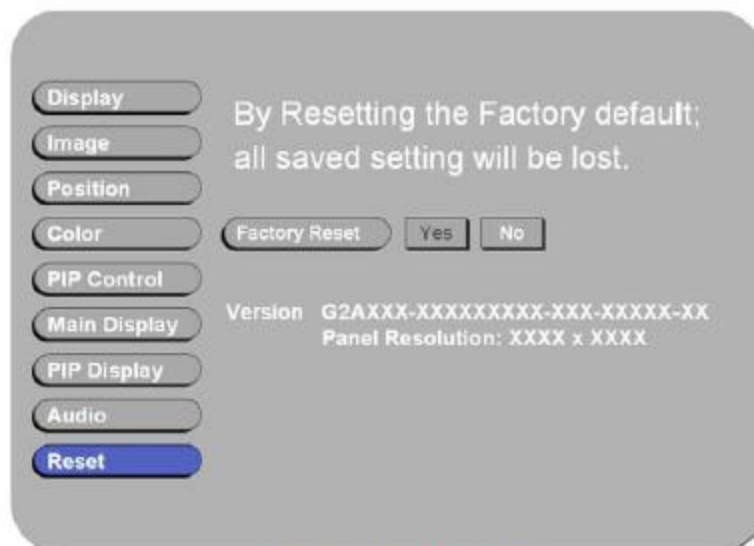 Display
Image
Position
Color
PIP Control
Main Display
PIP Display
Audio
Reset
By Resetting the Factory default;
all saved setting will be lost.
Factory Reset Yes No
Version G2AXXX-XXXXXXXXX-XXX-XXXXX-XX
Panel Resolution: XXXX x XXXX